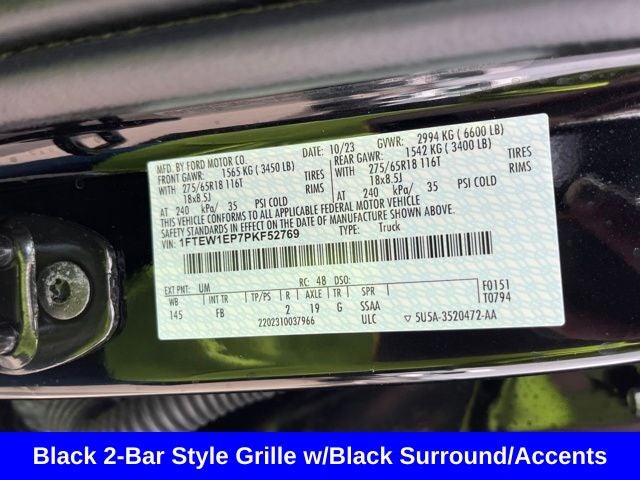 MFD. BY FORD MOTOR CO.
DATE: 10/23
GVWR: 2994 KG ( 6600 LB)
FRONT GAWR: 1565 KG ( 3450 LB)
REAR GAWR: 1542 KG ( 3400 LB)
WITH 275/65R18 116T TIRES
WITH 275/65R18 116T TIRES
18x8.5J RIMS
18x8.5J RIMS
AT 240 kPa/ 35 PSI COLD
AT 240 kPa/ 35 PSI COLD
THIS VEHICLE CONFORMS TO ALL APPLICABLE FEDERAL MOTOR VEHICLE
SAFETY STANDARDS IN EFFECT ON THE DATE OF MANUFACTURE SHOWN ABOVE.
VIN: 1FTEW1EP7PKF52769
TYPE: Truck
EXT PNT: UM RC: 48 DSO:
WB INT TR TP/PS R AXLE TR SPR
145 FB 2 19 G SSAA
2202310037966 ULC
F0151
T0794
▽ 5U5A-3520472-AA
Black 2-Bar Style Grille w/Black Surround/Accents